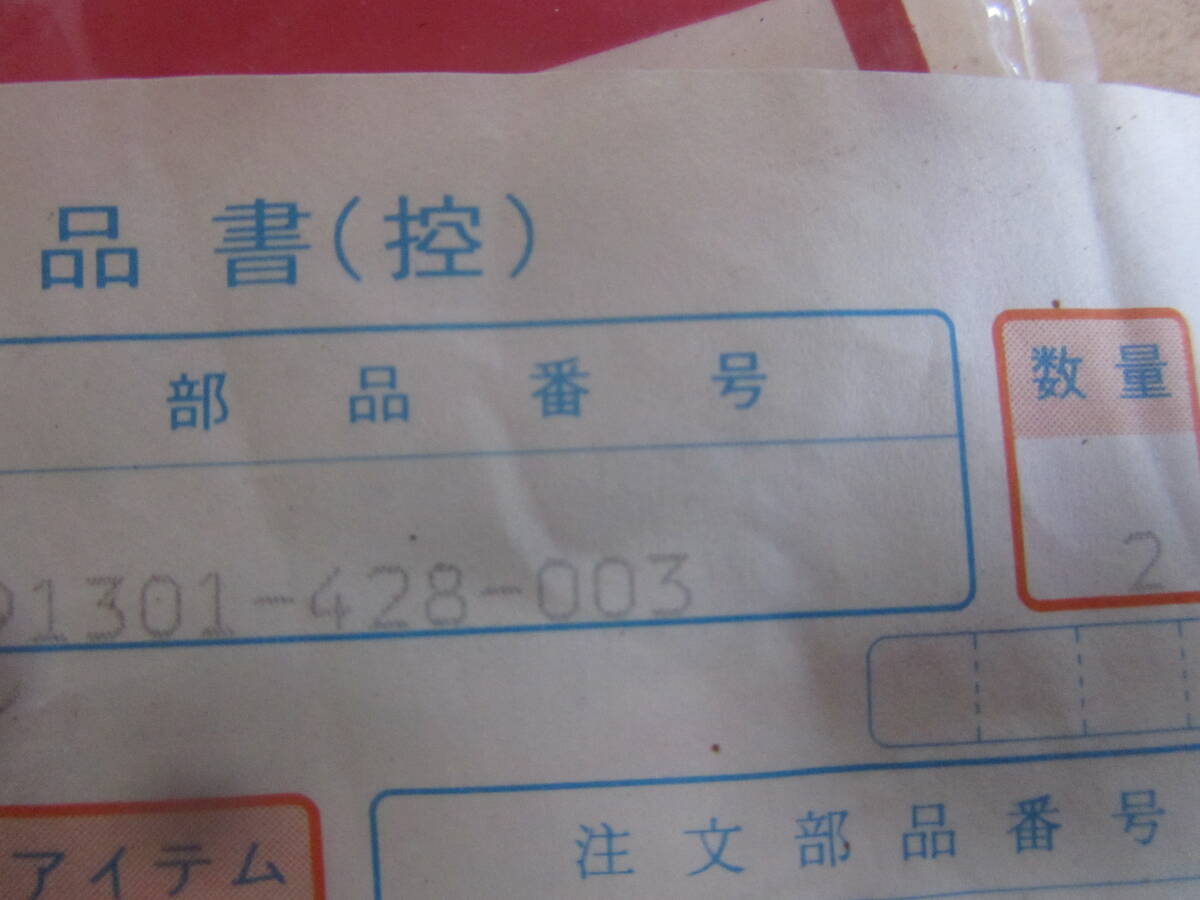 品書(控)
部品番号
数量
91301-428-003
2
アイテム
注文部品番号